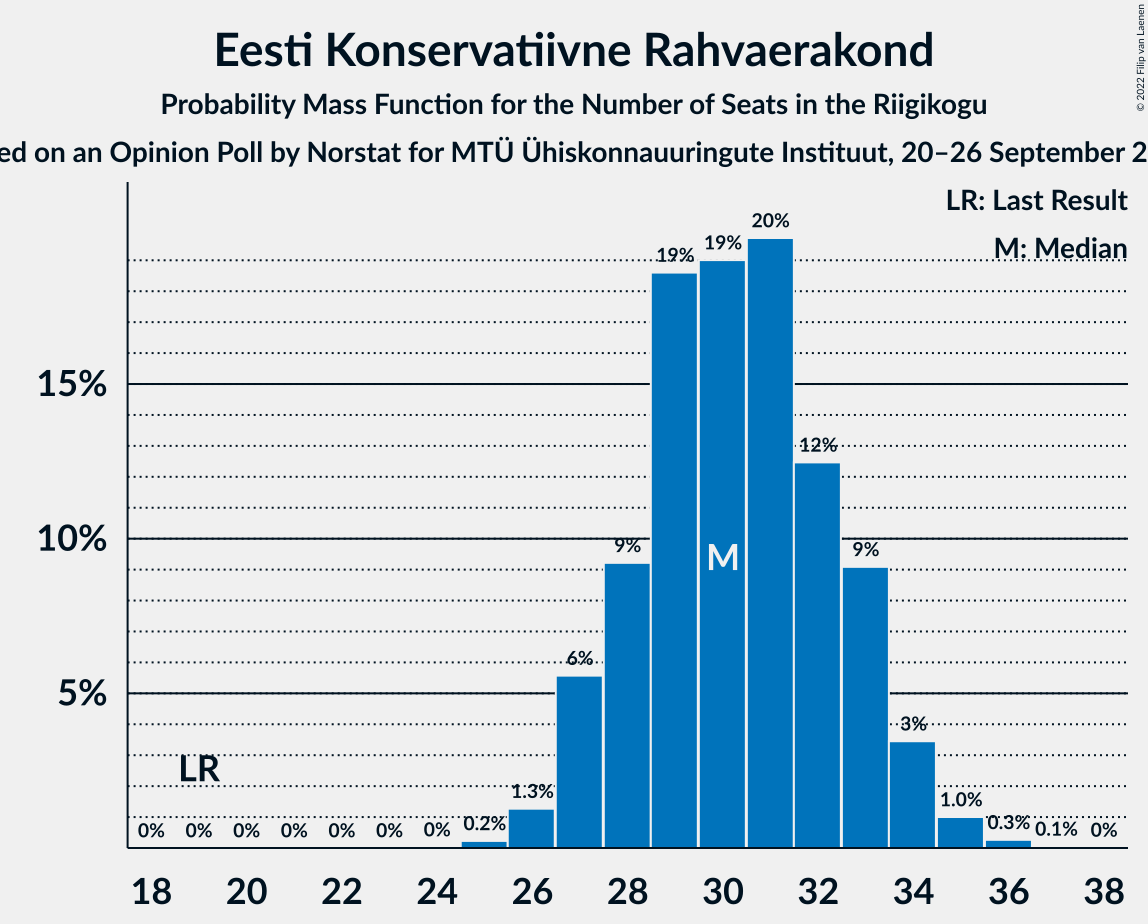 © 2022 Filip van Laenen
Eesti Konservatiivne Rahvaerakond
Probability Mass Function for the Number of Seats in the Riigikogu
ed on an Opinion Poll by Norstat for MTÜ Ühiskonnauuringute Instituut, 20–26 September 2
LR: Last Result
M: Median
20%
19% 19%
15%
12%
10%
9% M 9%
6%
5%
3%
LR
0% 0% 0% 0% 0% 0% 0% 0.2% 1.3% 1.0% 0.3% 0.1% 0%
18 20 22 24 26 28 30 32 34 36 38